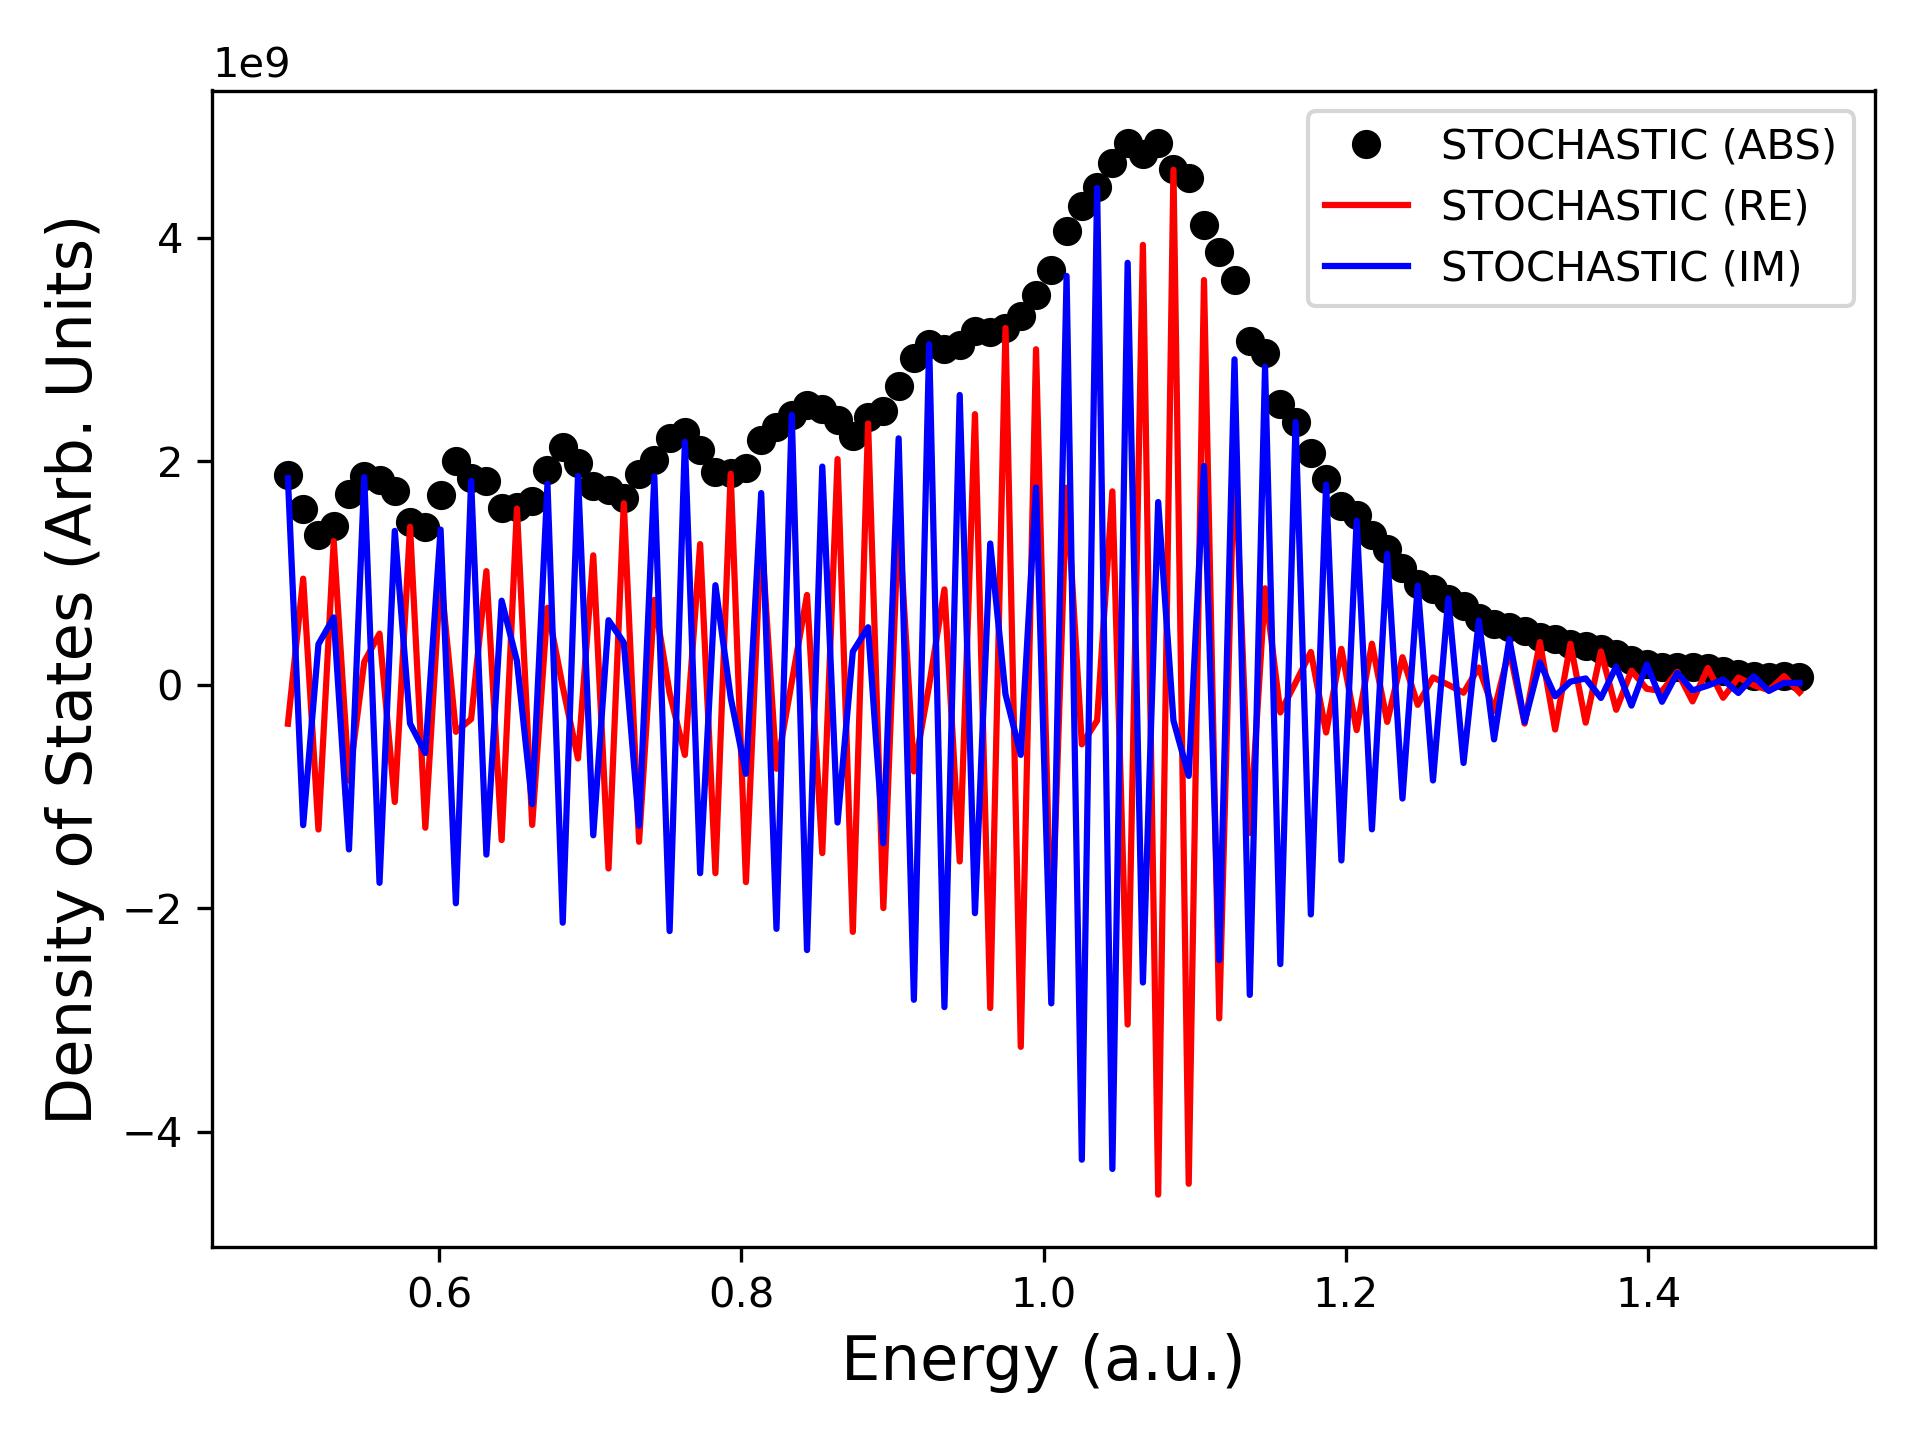 1e9
STOCHASTIC (ABS)
STOCHASTIC (RE)
STOCHASTIC (IM)
Density of States (Arb. Units)
4
2
0
−2
−4
0.6 0.8 1.0 1.2 1.4
Energy (a.u.)